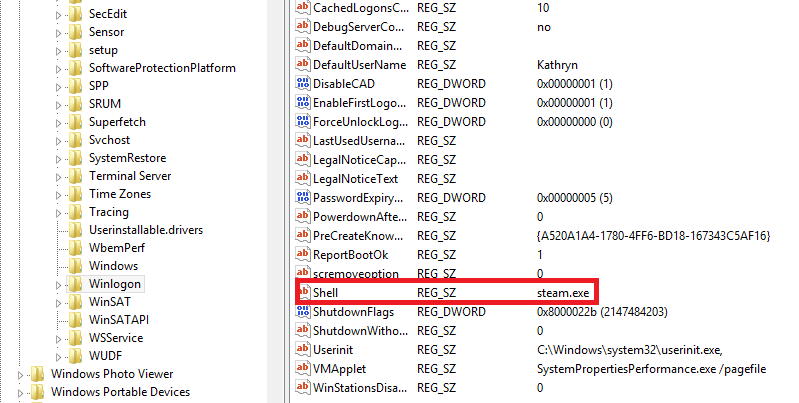 SecEdit
Sensor
setup
SoftwareProtectionPlatform
SPP
SRUM
Superfetch
Svchost
SystemRestore
Terminal Server
Time Zones
Tracing
Userinstallable.drivers
WbemPerf
Windows
Winlogon
WinSAT
WinSATAPI
WSService
WUDF
Windows Photo Viewer
Windows Portable Devices
CachedLogonsC... REG_SZ 10
DebugServerCo... REG_SZ no
DefaultDomain... REG_SZ
DefaultUserName REG_SZ Kathryn
DisableCAD REG_DWORD 0x00000001 (1)
EnableFirstLogo... REG_DWORD 0x00000001 (1)
ForceUnlockLog... REG_DWORD 0x00000000 (0)
LastUsedUserna... REG_SZ
LegalNoticeCap... REG_SZ
LegalNoticeText REG_SZ
PasswordExpiry... REG_DWORD 0x00000005 (5)
PowerdownAfte... REG_SZ 0
PreCreateKnow... REG_SZ {A520A1A4-1780-4FF6-BD18-167343C5AF16}
ReportBootOk REG_SZ 1
scremoveoption REG_SZ 0
Shell REG_SZ steam.exe
ShutdownFlags REG_DWORD 0x8000022b (2147484203)
ShutdownWitho... REG_SZ 0
Userinit REG_SZ C:\Windows\system32\userinit.exe,
VMApplet REG_SZ SystemPropertiesPerformance.exe /pagefile
WinStationsDisa... REG_SZ 0